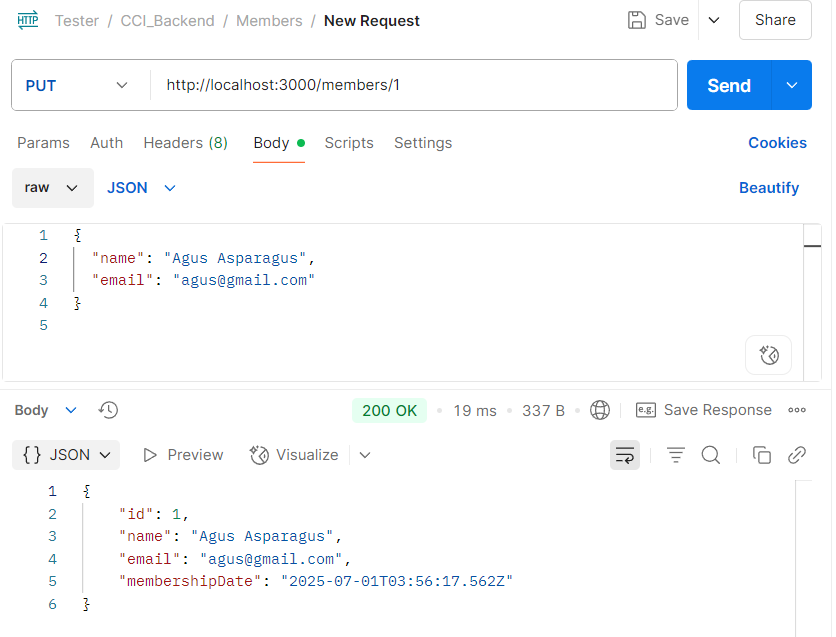 HTTP Tester / CCI_Backend / Members / New Request Save Share
PUT http://localhost:3000/members/1 Send
Params Auth Headers (8) Body Scripts Settings Cookies
raw JSON Beautify
1 {
2 "name": "Agus Asparagus",
3 "email": "agus@gmail.com"
4 }
5
Body 200 OK 19 ms 337 B e.g. Save Response
{} JSON Preview Visualize
1 {
2 "id": 1,
3 "name": "Agus Asparagus",
4 "email": "agus@gmail.com",
5 "membershipDate": "2025-07-01T03:56:17.562Z"
6 }